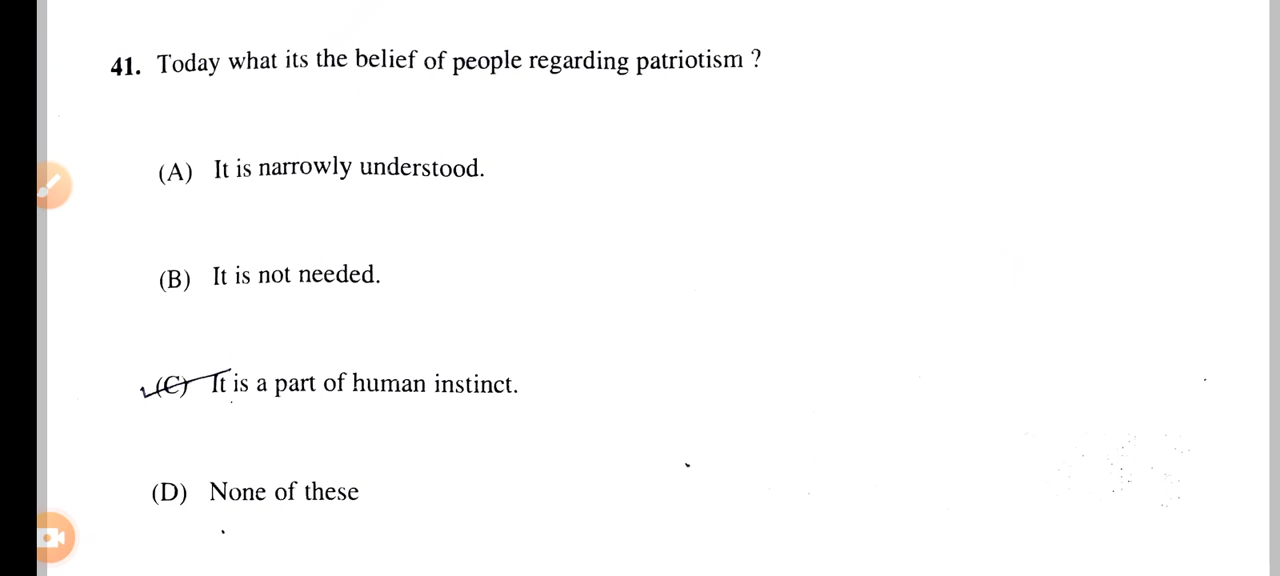 41. Today what its the belief of people regarding patriotism ?
(A) It is narrowly understood.
(B) It is not needed.
(C) It is a part of human instinct.
(D) None of these